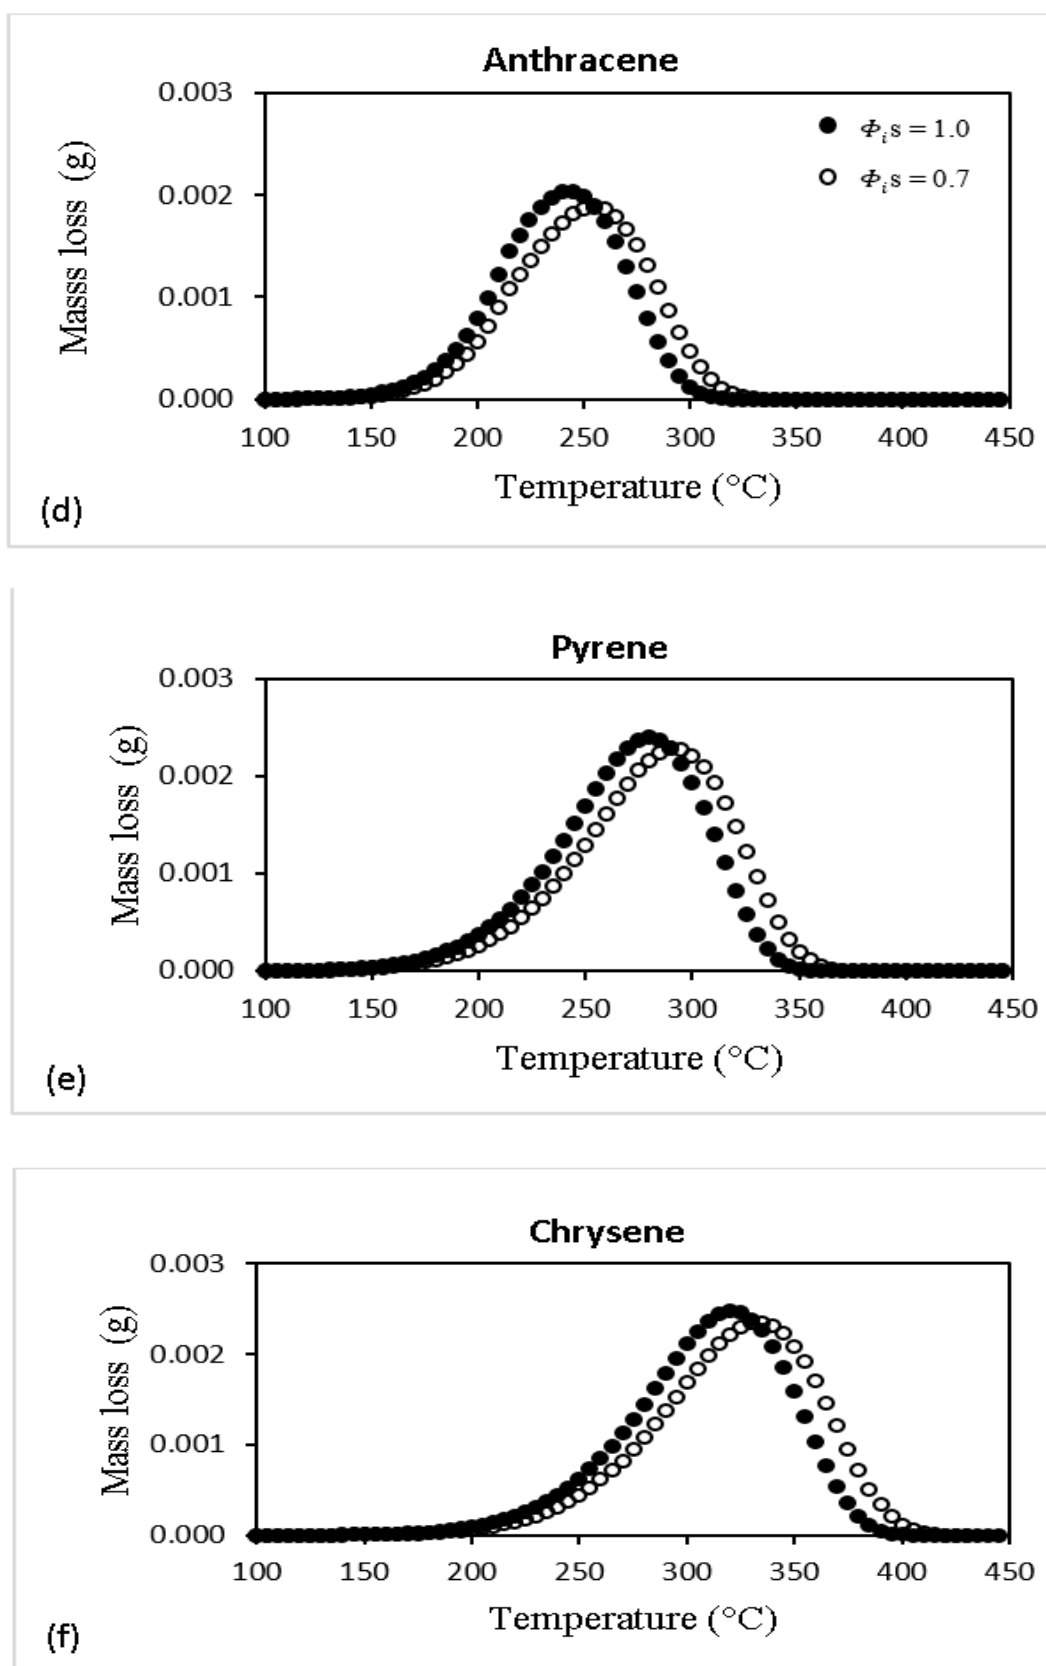 Anthracene
0.003
0.002
0.001
0.000
Masss loss (g)
Φᵢs = 1.0
Φᵢs = 0.7
100 150 200 250 300 350 400 450
Temperature (°C)
(d)
Pyrene
0.003
0.002
0.001
0.000
Mass loss (g)
100 150 200 250 300 350 400 450
Temperature (°C)
(e)
Chrysene
0.003
0.002
0.001
0.000
Mass loss (g)
100 150 200 250 300 350 400 450
Temperature (°C)
(f)